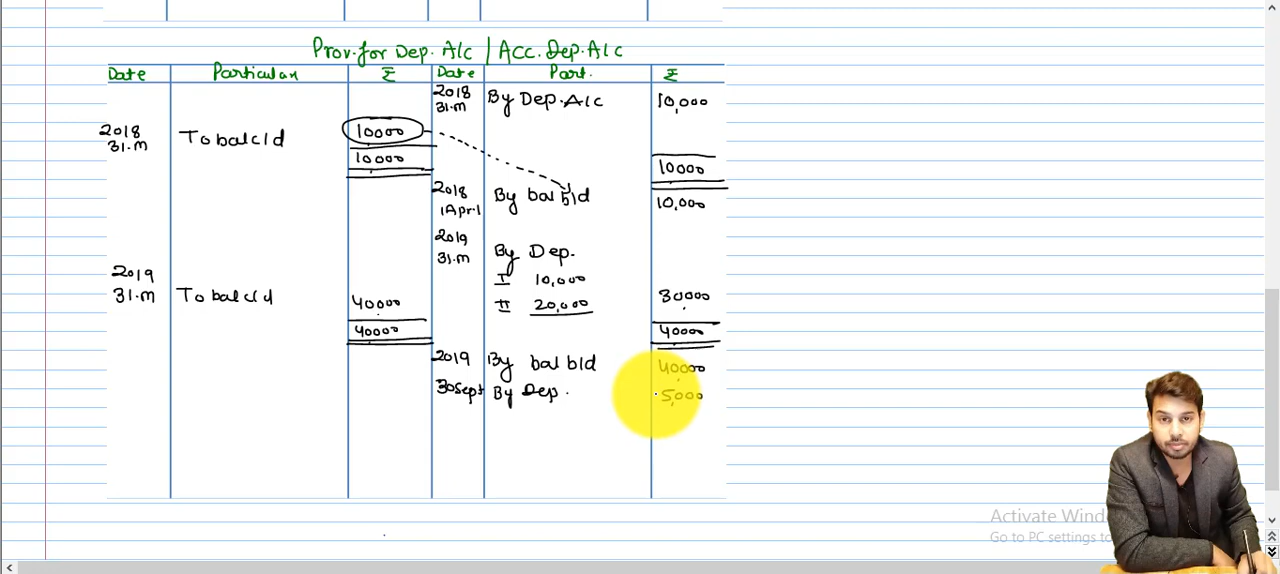 Prov.for Dep. A/c | Acc. Dep. A/c
Date Particulan ₹ Date Part. ₹
2018 31.M By Dep. A/c 10,000
2018 31.M To bal c/d 10000
10000 10000
2018 1April By bal b/d 10,000
2019 31.M By Dep.
I 10,000
2019 31.M To bal c/d 40000 II 20,000 30000
40000 40000
2019 By bal b/d 40,000
30Sept By Dep. 5,000
Activate Wind
Go to PC settings to